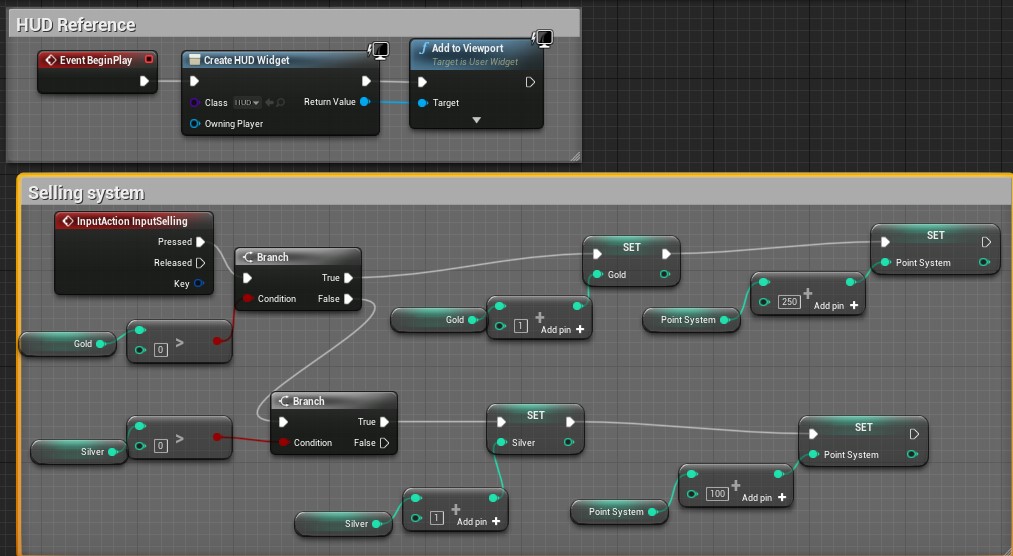 HUD Reference
Event BeginPlay
Create HUD Widget
Class HUD
Return Value
Owning Player
Add to Viewport
Target is User Widget
Target
Selling system
InputAction InputSelling
Pressed
Released
Key
Branch
True
Condition False
Gold
0 >
SET
Gold
Gold
1 + Add pin +
SET
Point System
Point System
250 + Add pin +
Branch
True
Condition False
Silver
0 >
SET
Silver
Silver
1 + Add pin +
SET
Point System
Point System
100 + Add pin +